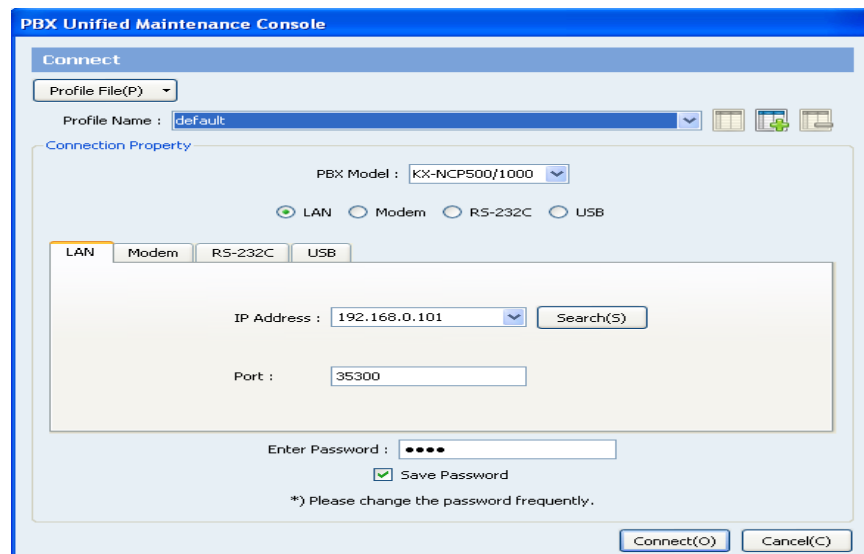 PBX Unified Maintenance Console
Connect
Profile File(P)
Profile Name : default
Connection Property
PBX Model : KX-NCP500/1000
LAN Modem RS-232C USB
LAN Modem RS-232C USB
IP Address : 192.168.0.101 Search(S)
Port : 35300
Enter Password : ●●●●
Save Password
*) Please change the password frequently.
Connect(O) Cancel(C)